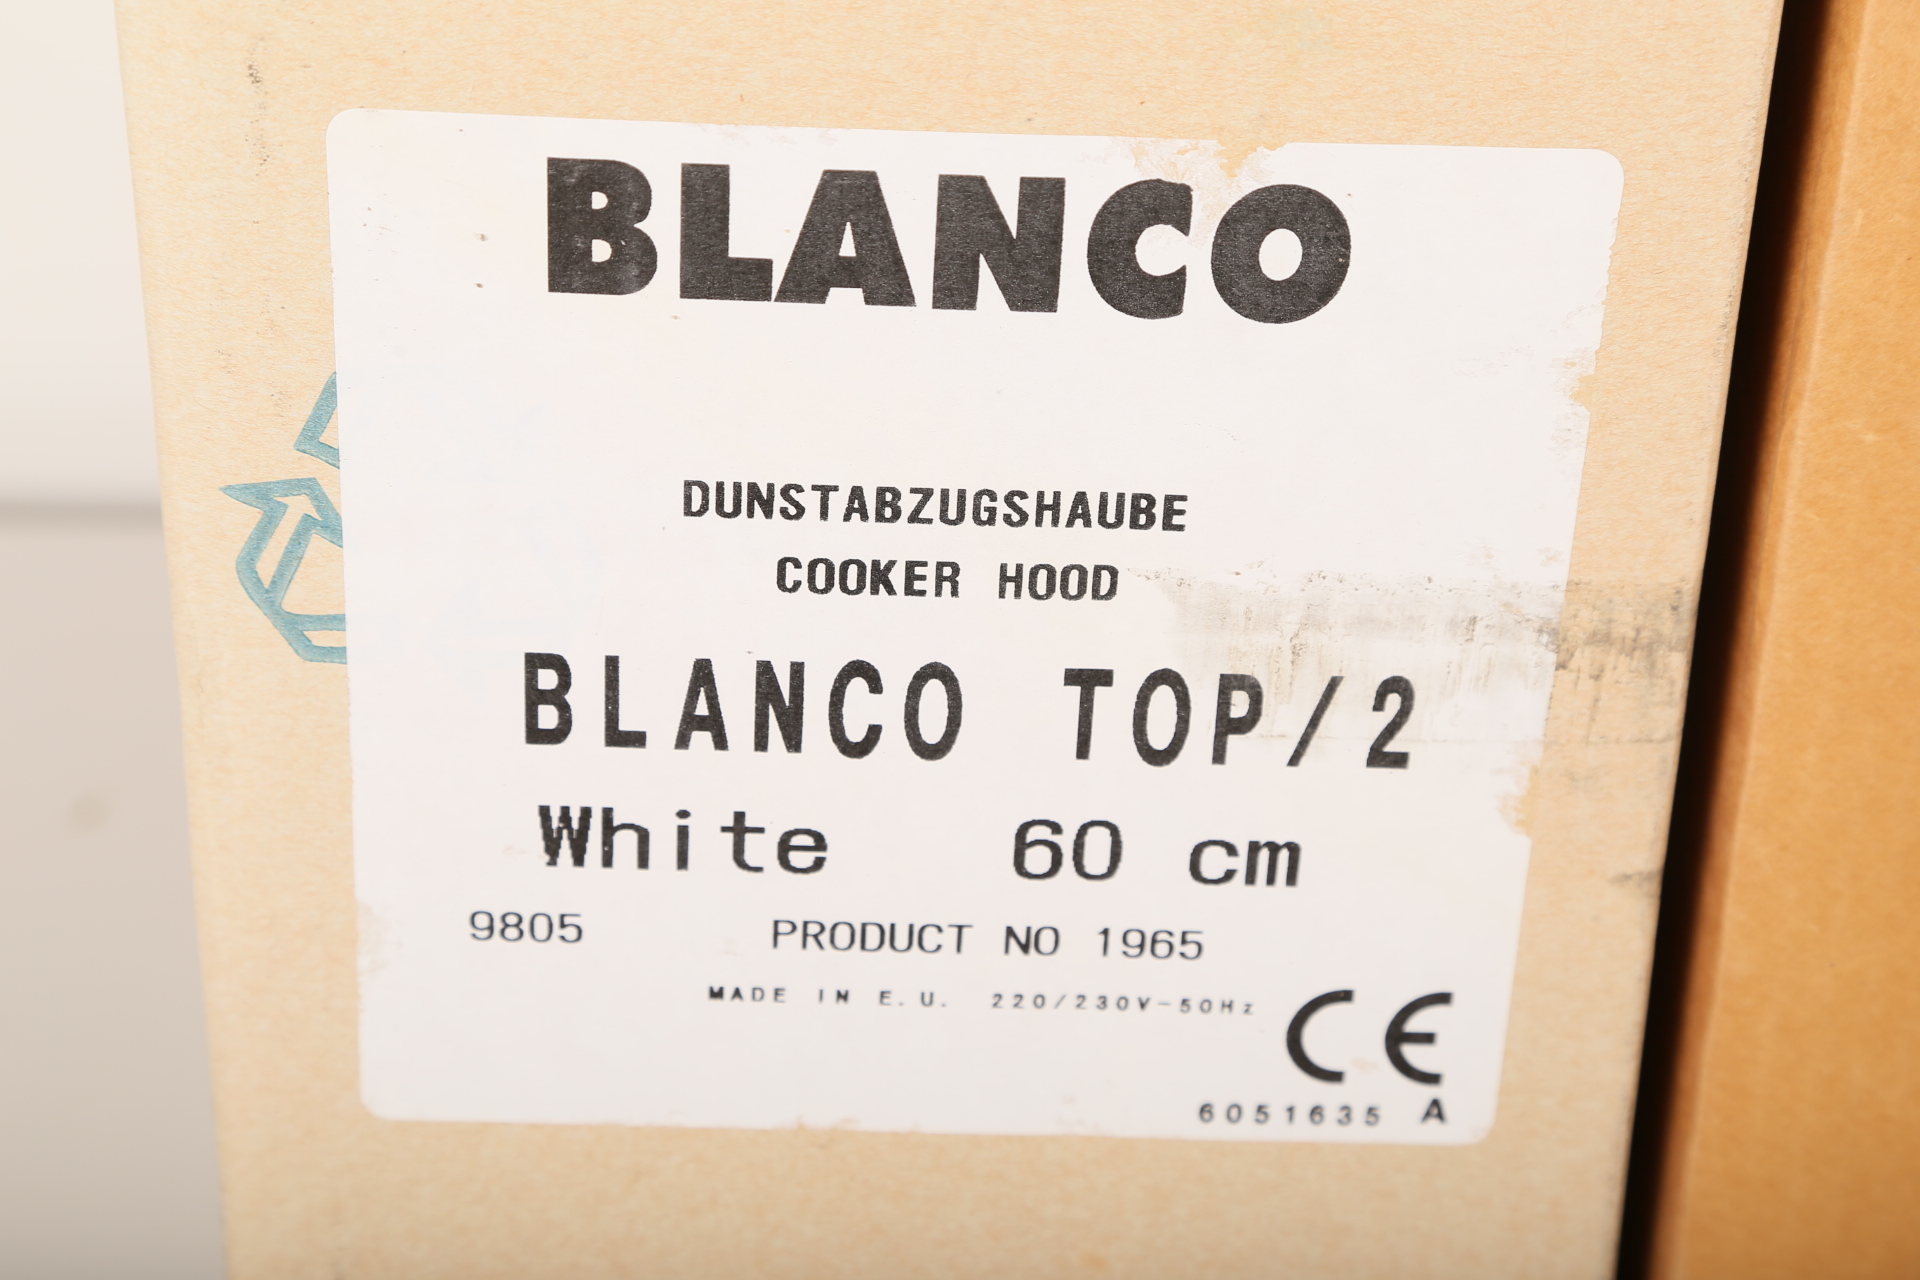 BLANCO
DUNSTABZUGSHAUBE
COOKER HOOD
BLANCO TOP/2
White 60 cm
9805 PRODUCT NO 1965
MADE IN E.U. 220/230V-50Hz
CE
6051635 A